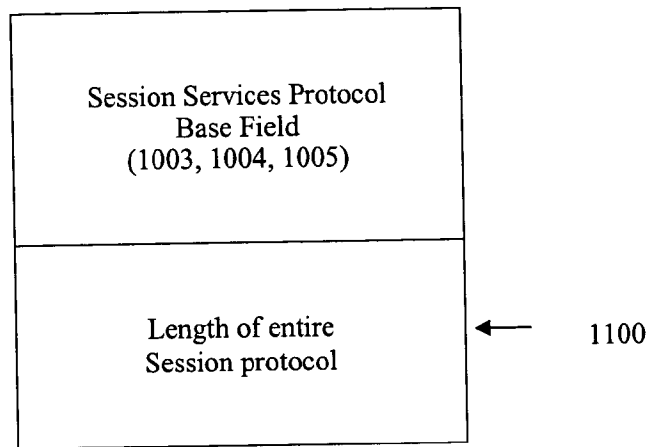 Session Services Protocol
Base Field
(1003, 1004, 1005)
Length of entire
Session protocol
1100